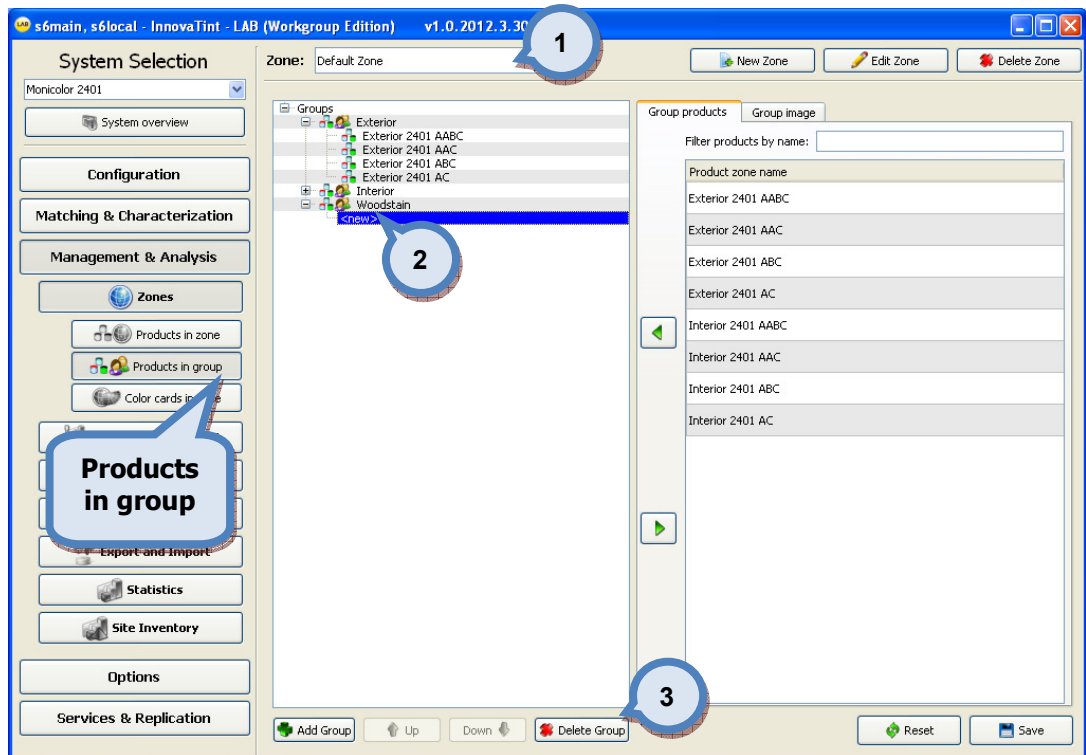 s6main, s6local - InnovaTint - LAB (Workgroup Edition) v1.0.2012.3.30
System Selection
Monicolor 2401
System overview
Configuration
Matching & Characterization
Management & Analysis
Zones
Products in zone
Products in group
Color cards in
Products
in group
Export and Import
Statistics
Site Inventory
Options
Services & Replication
Zone: Default Zone
1
New Zone
Edit Zone
Delete Zone
Groups
Exterior
Exterior 2401 AABC
Exterior 2401 AAC
Exterior 2401 ABC
Exterior 2401 AC
Interior
Woodstain
<new>
2
Group products
Group image
Filter products by name:
Product zone name
Exterior 2401 AABC
Exterior 2401 AAC
Exterior 2401 ABC
Exterior 2401 AC
Interior 2401 AABC
Interior 2401 AAC
Interior 2401 ABC
Interior 2401 AC
3
Add Group
Up
Down
Delete Group
Reset
Save